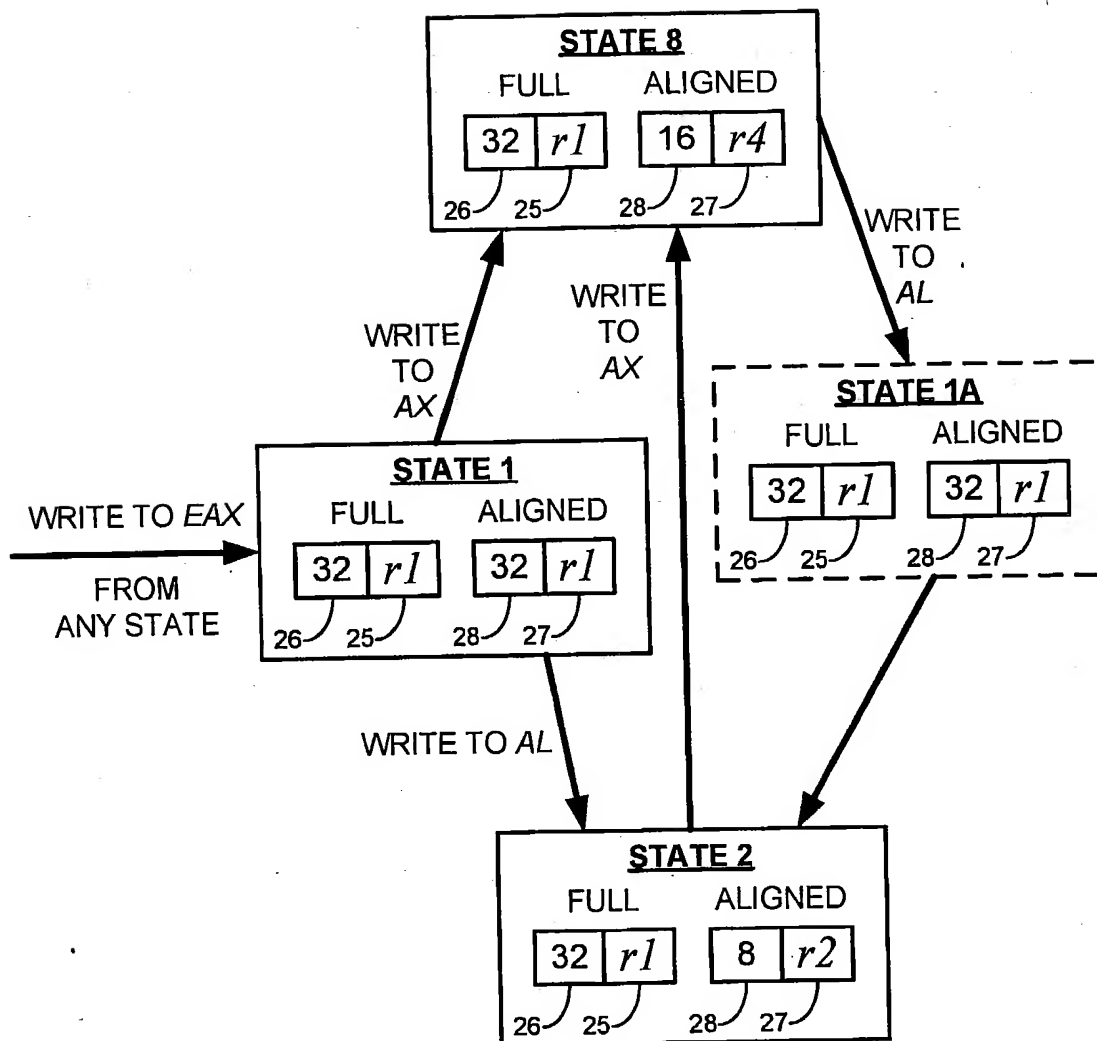 STATE 8
FULL ALIGNED
32 r1 16 r4
26 25 28 27
WRITE
TO
AX
WRITE
TO
AX
WRITE
TO
AL
STATE 1A
FULL ALIGNED
32 r1 32 r1
26 25 28 27
WRITE TO EAX
FROM
ANY STATE
STATE 1
FULL ALIGNED
32 r1 32 r1
26 25 28 27
WRITE TO AL
STATE 2
FULL ALIGNED
32 r1 8 r2
26 25 28 27